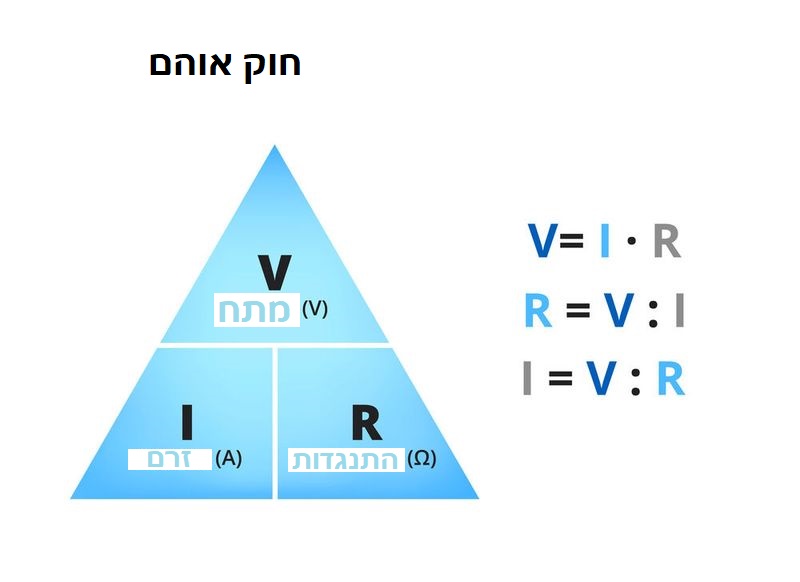 חוק אוהם
V
מתח (V)
I
זרם (A)
R
התנגדות (Ω)
V= I · R
R = V : I
I = V : R